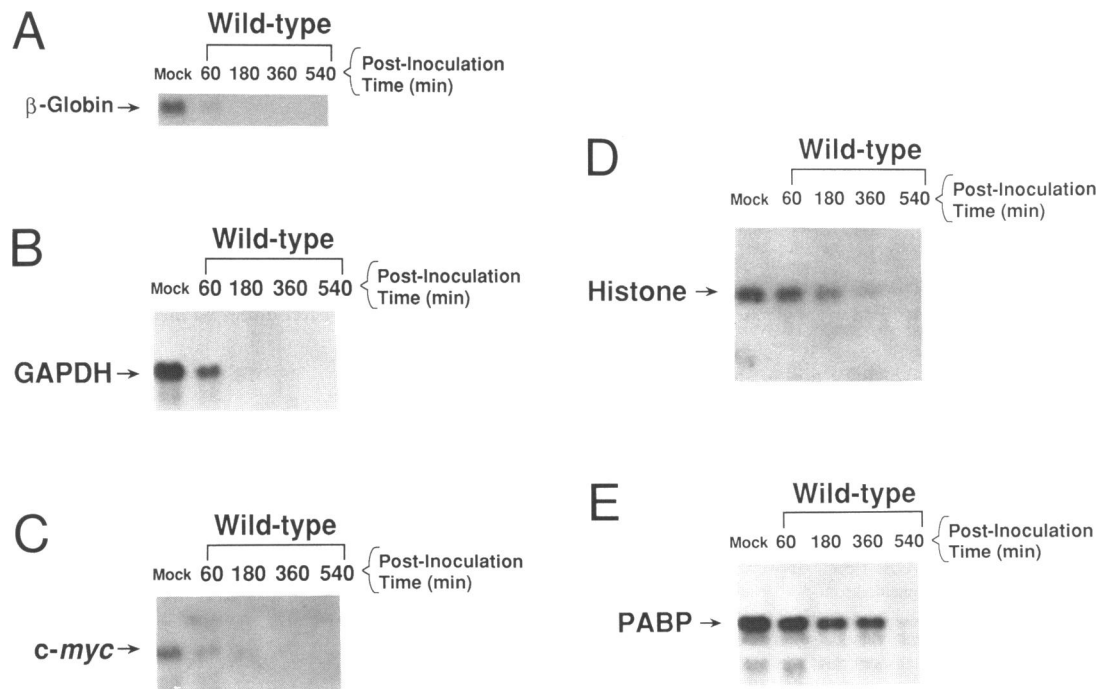 A
Wild-type
Mock 60 180 360 540
Post-Inoculation
Time (min)
β-Globin →
B
Wild-type
Mock 60 180 360 540
Post-Inoculation
Time (min)
GAPDH →
C
Wild-type
Mock 60 180 360 540
Post-Inoculation
Time (min)
c-myc →
D
Wild-type
Mock 60 180 360 540
Post-Inoculation
Time (min)
Histone →
E
Wild-type
Mock 60 180 360 540
Post-Inoculation
Time (min)
PABP →